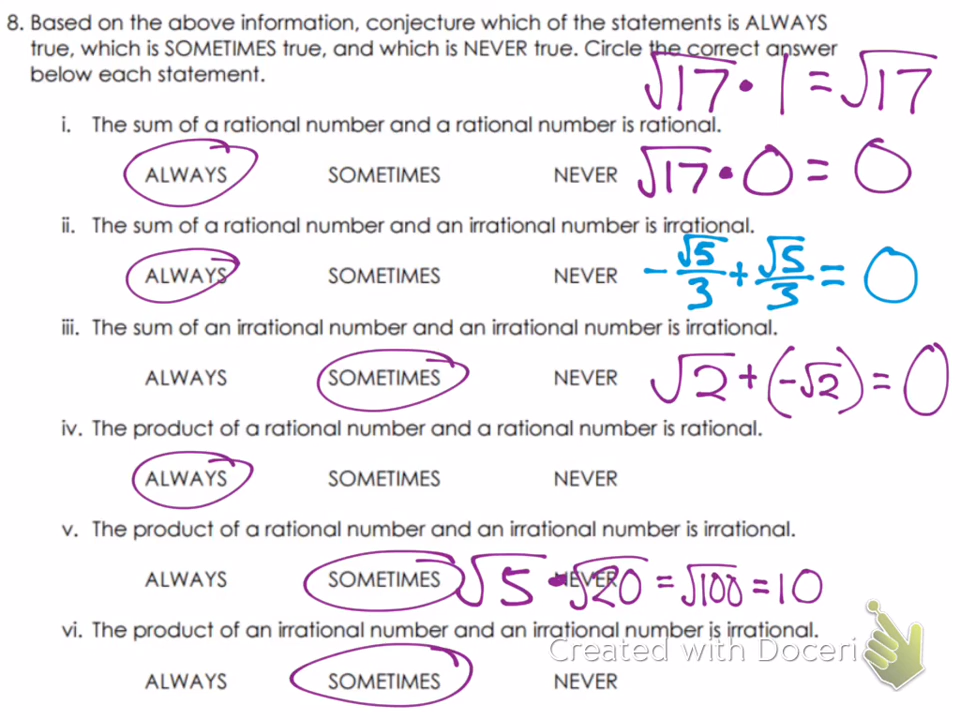 8. Based on the above information, conjecture which of the statements is ALWAYS
true, which is SOMETIMES true, and which is NEVER true. Circle the correct answer
below each statement.
√17 • 1 = √17
i. The sum of a rational number and a rational number is rational.
ALWAYS SOMETIMES NEVER √17 • 0 = 0
ii. The sum of a rational number and an irrational number is irrational.
ALWAYS SOMETIMES NEVER -√5/3 + √5/3 = 0
iii. The sum of an irrational number and an irrational number is irrational.
ALWAYS SOMETIMES NEVER √2 + (-√2) = 0
iv. The product of a rational number and a rational number is rational.
ALWAYS SOMETIMES NEVER
v. The product of a rational number and an irrational number is irrational.
ALWAYS SOMETIMES NEVER √5 • √20 = √100 = 10
vi. The product of an irrational number and an irrational number is irrational.
Created with Doceri
ALWAYS SOMETIMES NEVER